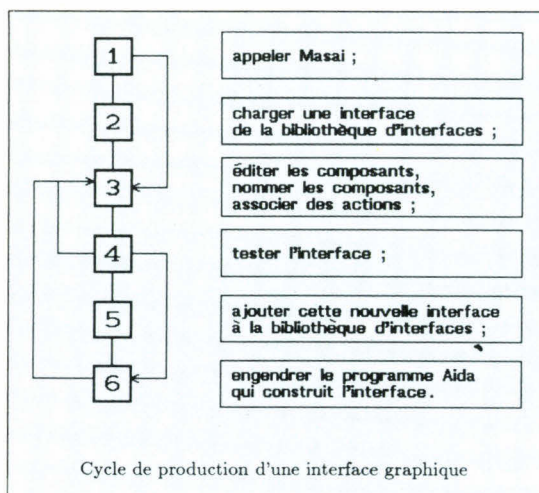 1
appeler Masai ;
2
charger une interface
de la bibliothèque d'interfaces ;
3
éditer les composants,
nommer les composants,
associer des actions ;
4
tester l'interface ;
5
ajouter cette nouvelle interface
à la bibliothèque d'interfaces ;
6
engendrer le programme Aida
qui construit l'interface.
Cycle de production d'une interface graphique